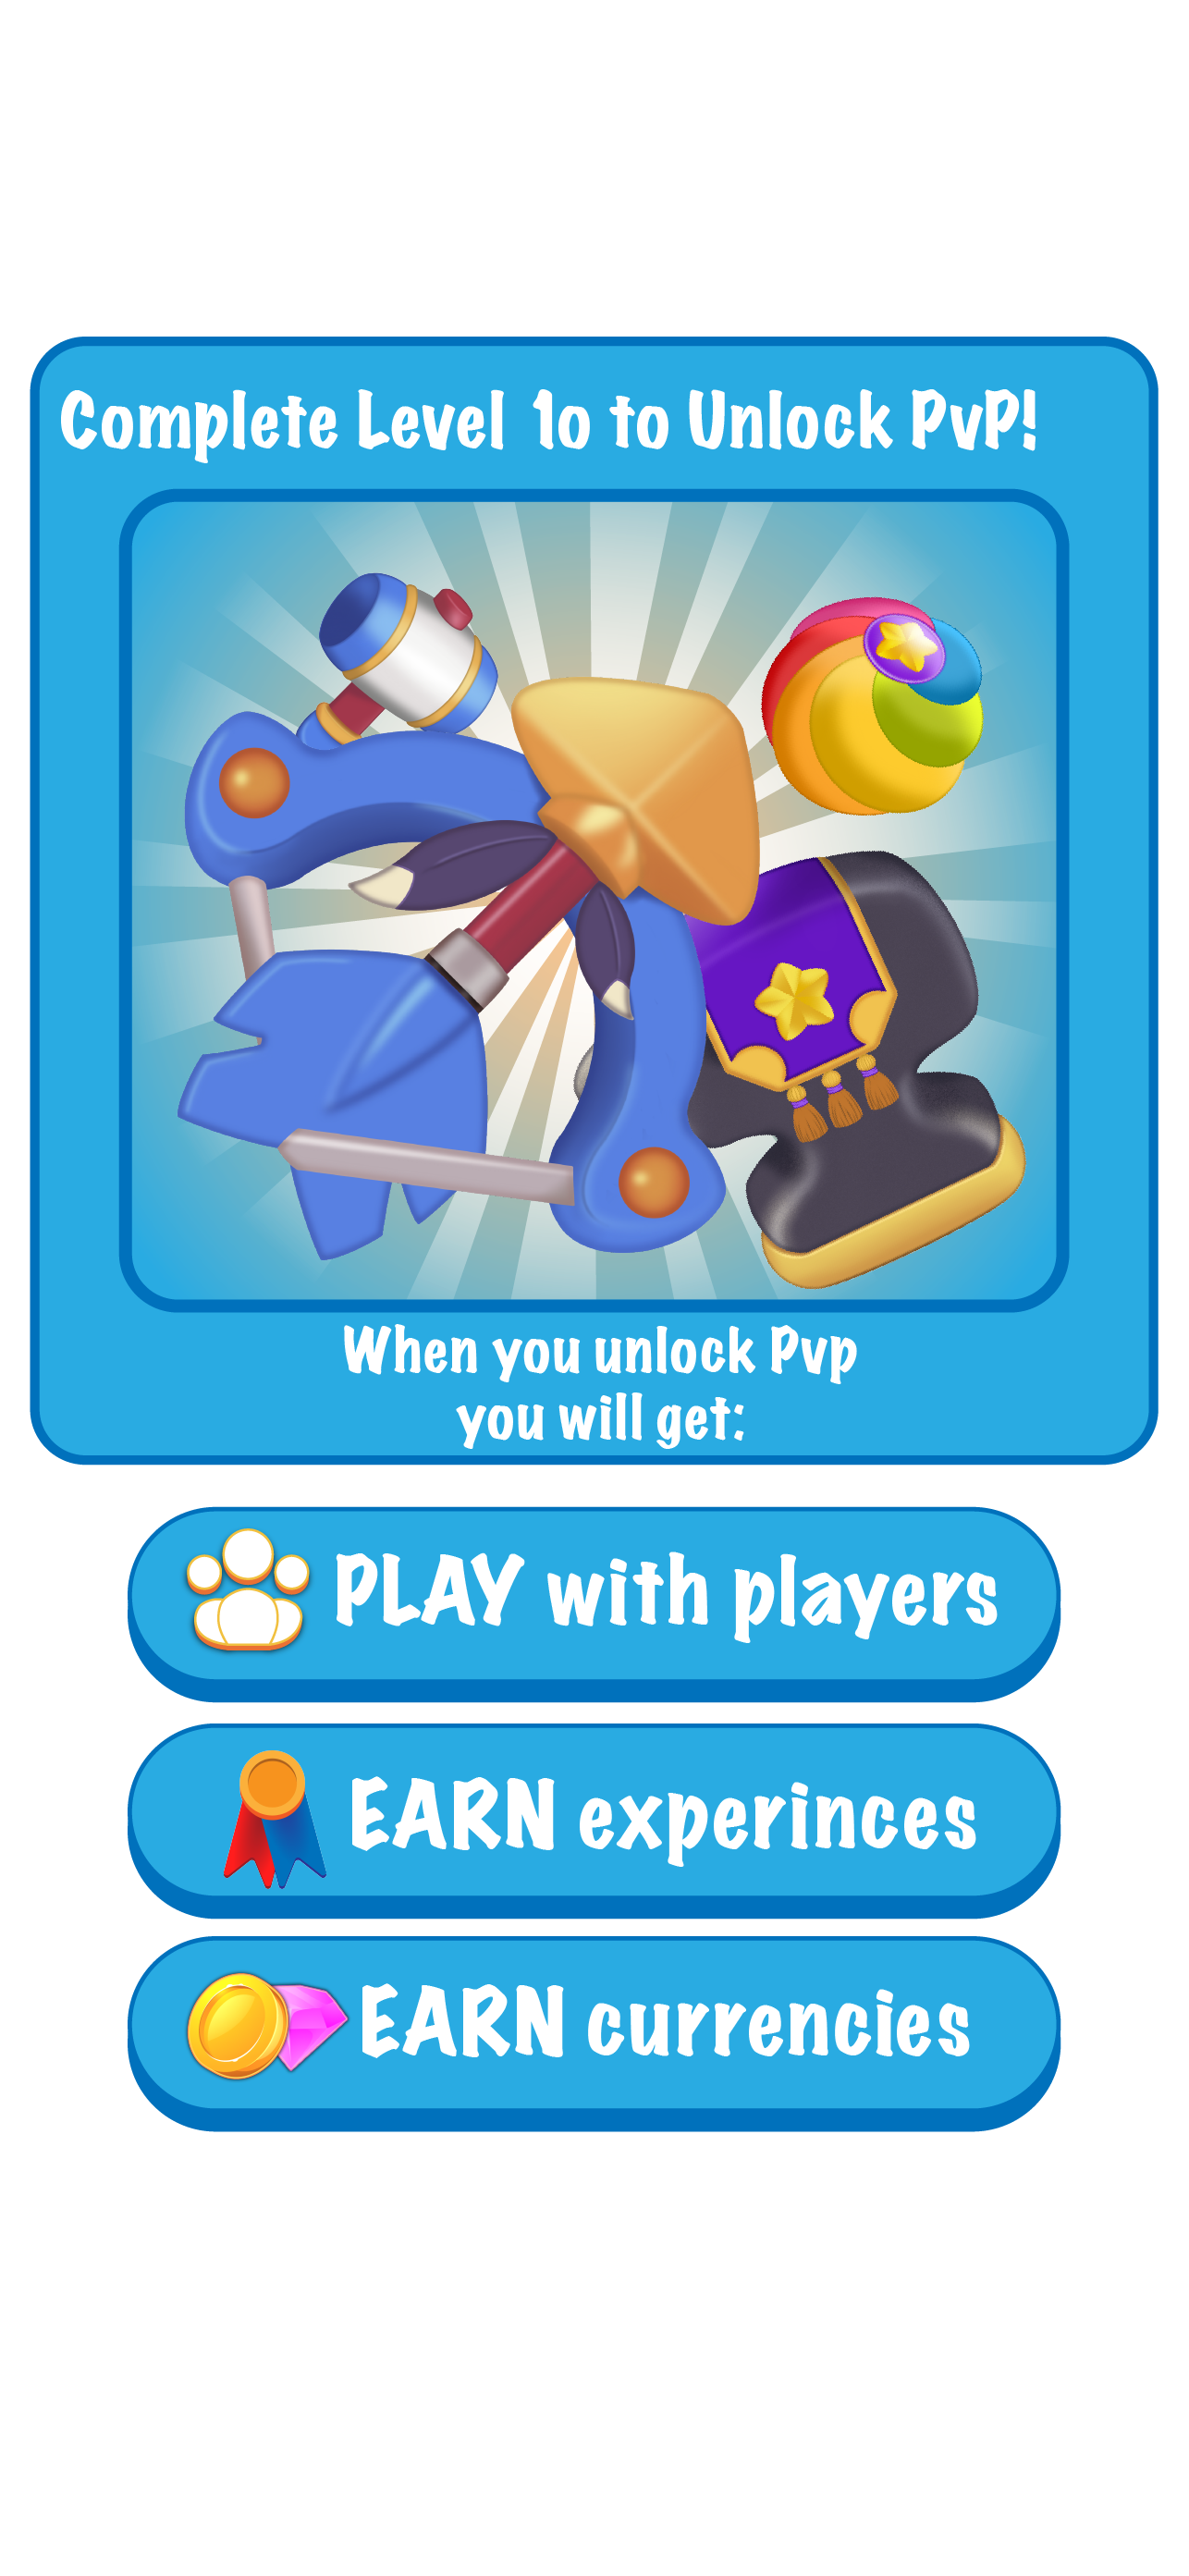 Complete Level 1o to Unlock PvP!
When you unlock Pvp
you will get:
PLAY with players
EARN experinces
EARN currencies